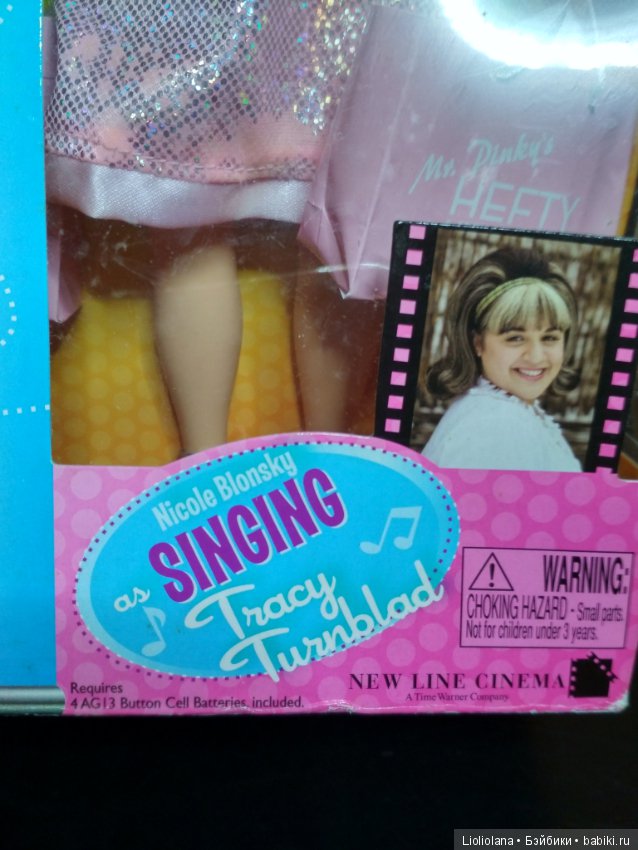 Mr. Pinky's
HEFTY
Nicole Blonsky
as SINGING
Tracy
Turnblad
WARNING:
CHOKING HAZARD - Small parts.
Not for children under 3 years.
Requires
4 AG13 Button Cell Batteries, included.
NEW LINE CINEMA
A Time Warner Company
Lioliolana • Бэйбики • babiki.ru